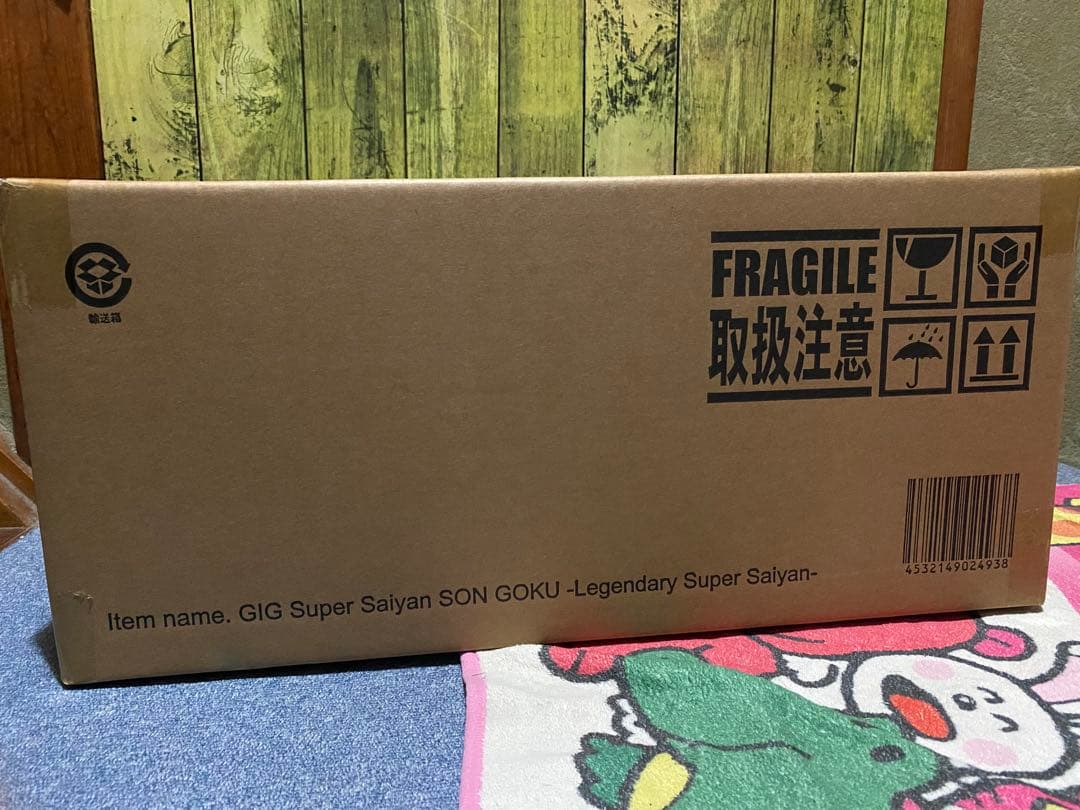 FRAGILE
取扱注意
輸送箱
4532149024938
Item name. GIG Super Saiyan SON GOKU -Legendary Super Saiyan-